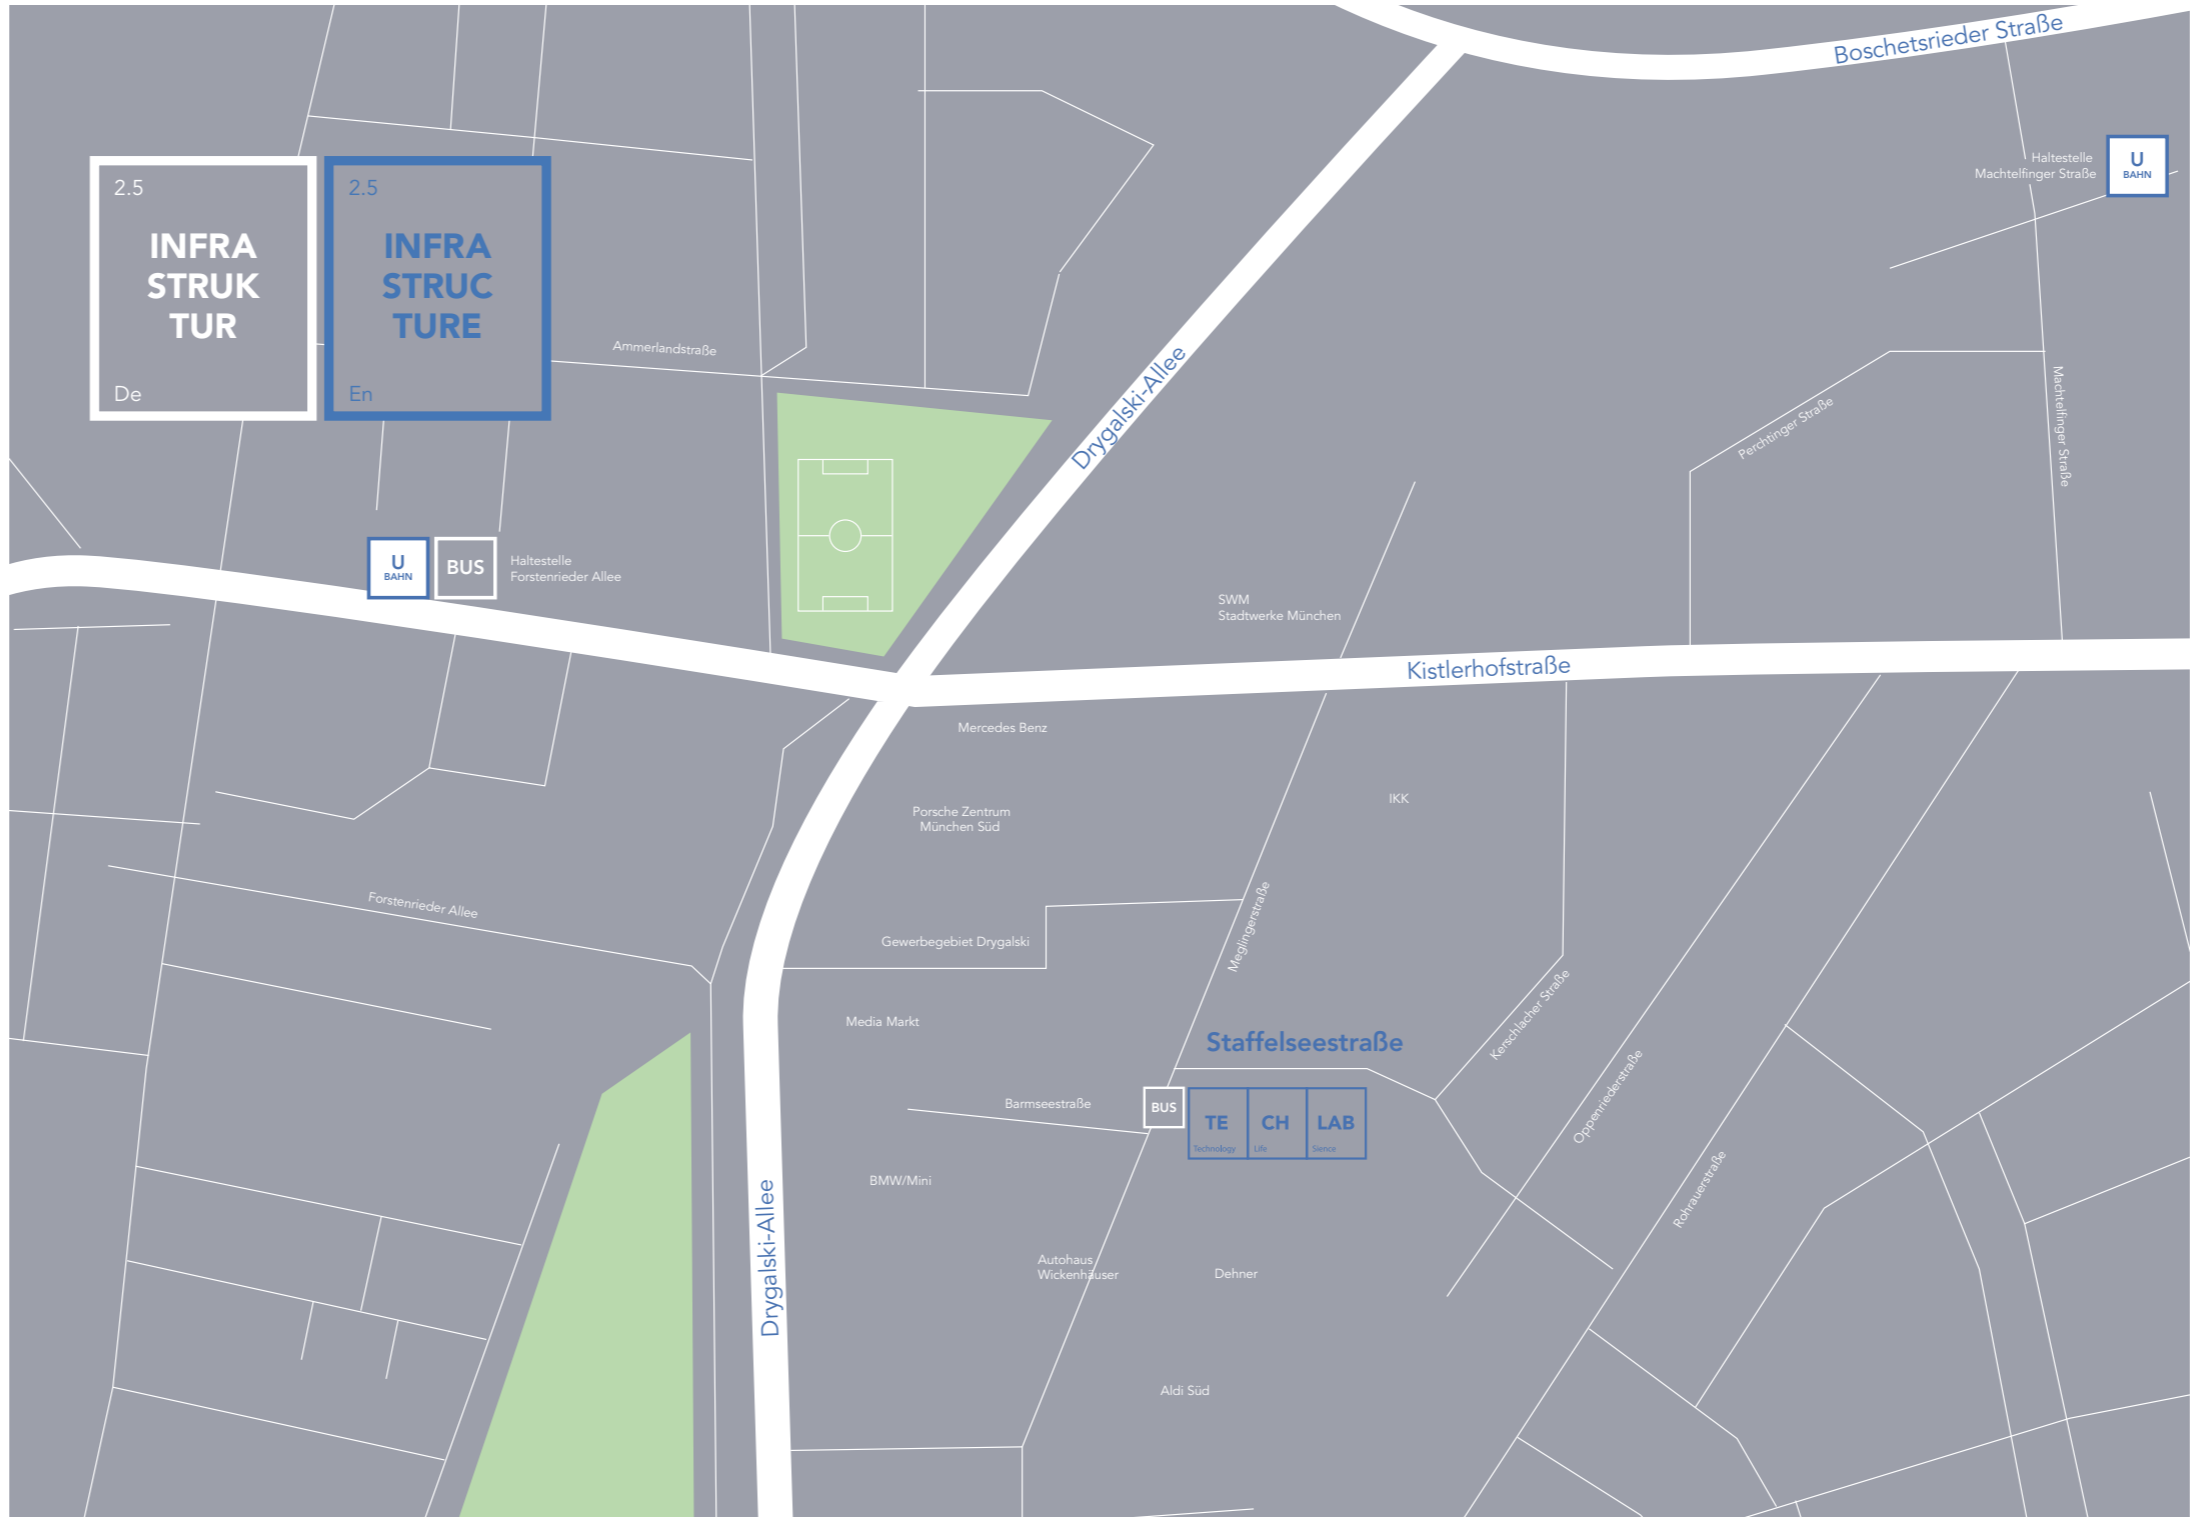 Boschetsrieder Straße
Haltestelle
Machtelfinger Straße
U
BAHN
2.5
INFRA
STRUK
TUR
De
2.5
INFRA
STRUC
TURE
En
Ammerlandstraße
Drygalski-Allee
Perchtinger Straße
Machtelfinger Straße
U
BAHN
BUS
Haltestelle
Forstenrieder Allee
SWM
Stadtwerke München
Kistlerhofstraße
Mercedes Benz
IKK
Porsche Zentrum
München Süd
Forstenrieder Allee
Meglingerstraße
Gewerbegebiet Drygalski
Media Markt
Kerschlacher Straße
Staffelseestraße
Oppenriederstraße
Barmseestraße
BUS
TE
Technology
CH
Life
LAB
Sience
Rohrauerstraße
BMW/Mini
Drygalski-Allee
Autohaus
Wickenhäuser
Dehner
Aldi Süd